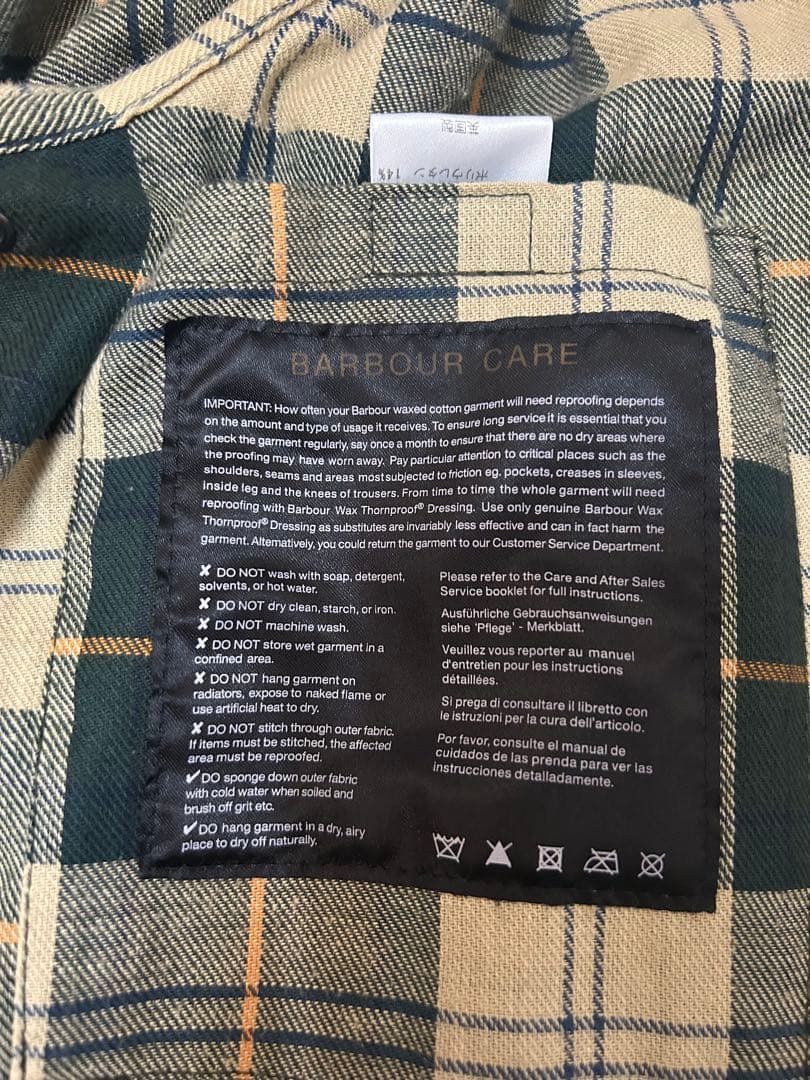 英国製
ポリウレタン 14%
BARBOUR CARE
IMPORTANT: How often your Barbour waxed cotton garment will need reproofing depends
on the amount and type of usage it receives. To ensure long service it is essential that you
check the garment regularly, say once a month to ensure that there are no dry areas where
the proofing may have worn away. Pay particular attention to critical places such as the
shoulders, seams and areas most subjected to friction eg. pockets, creases in sleeves,
inside leg and the knees of trousers. From time to time the whole garment will need
reproofing with Barbour Wax Thornproof® Dressing. Use only genuine Barbour Wax
Thornproof® Dressing as substitutes are invariably less effective and can in fact harm the
garment. Alternatively, you could return the garment to our Customer Service Department.
✘ DO NOT wash with soap, detergent,
solvents, or hot water.
✘ DO NOT dry clean, starch, or iron.
✘ DO NOT machine wash.
✘ DO NOT store wet garment in a
confined area.
✘ DO NOT hang garment on
radiators, expose to naked flame or
use artificial heat to dry.
✘ DO NOT stitch through outer fabric.
If items must be stitched, the affected
area must be reproofed.
✔DO sponge down outer fabric
with cold water when soiled and
brush off grit etc.
✔DO hang garment in a dry, airy
place to dry off naturally.
Please refer to the Care and After Sales
Service booklet for full instructions.
Ausführliche Gebrauchsanweisungen
siehe 'Pflege' - Merkblatt.
Veuillez vous reporter au manuel
d'entretien pour les instructions
détaillées.
Si prega di consultare il libretto con
le istruzioni per la cura dell'articolo.
Por favor, consulte el manual de
cuidados de las prenda para ver las
instrucciones detalladamente.